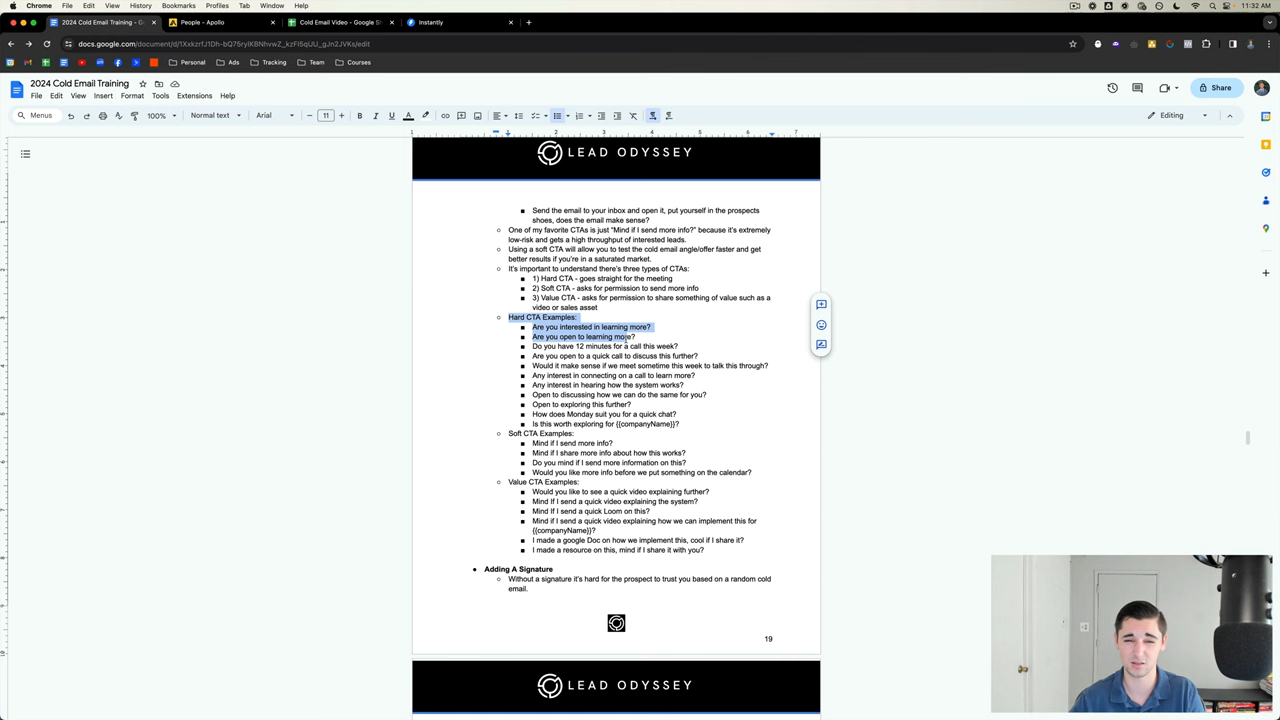 Chrome File Edit View History Bookmarks Profiles Tab Window Help
11:32 AM
2024 Cold Email Training - G
People - Apollo
Cold Email Video - Google Sh
Instantly
docs.google.com/document/d/1XxkzrfJ1Dh-bQ75rylKBNhvwZ_kzFI5qUU_gJn2JVKs/edit
Personal Ads Tracking Team Courses
2024 Cold Email Training
File Edit View Insert Format Tools Extensions Help
Share
Menus 100% Normal text Arial 11 Editing
1 1 2 3 4 5 6 7
LEAD ODYSSEY
Send the email to your inbox and open it, put yourself in the prospects
shoes, does the email make sense?
One of my favorite CTAs is just “Mind if I send more info?” because it’s extremely
low-risk and gets a high throughput of interested leads.
Using a soft CTA will allow you to test the cold email angle/offer faster and get
better results if you’re in a saturated market.
It’s important to understand there’s three types of CTAs:
1) Hard CTA - goes straight for the meeting
2) Soft CTA - asks for permission to send more info
3) Value CTA - asks for permission to share something of value such as a
video or sales asset
Hard CTA Examples:
Are you interested in learning more?
Are you open to learning more?
Do you have 12 minutes for a call this week?
Are you open to a quick call to discuss this further?
Would it make sense if we meet sometime this week to talk this through?
Any interest in connecting on a call to learn more?
Any interest in hearing how the system works?
Open to discussing how we can do the same for you?
Open to exploring this further?
How does Monday suit you for a quick chat?
Is this worth exploring for {{companyName}}?
Soft CTA Examples:
Mind if I send more info?
Mind if I share more info about how this works?
Do you mind if I send more information on this?
Would you like more info before we put something on the calendar?
Value CTA Examples:
Would you like to see a quick video explaining further?
Mind If I send a quick video explaining the system?
Mind If I send a quick Loom on this?
Mind if I send a quick video explaining how we can implement this for
{{companyName}}?
I made a google Doc on how we implement this, cool if I share it?
I made a resource on this, mind if I share it with you?
Adding A Signature
Without a signature it’s hard for the prospect to trust you based on a random cold
email.
19
LEAD ODYSSEY